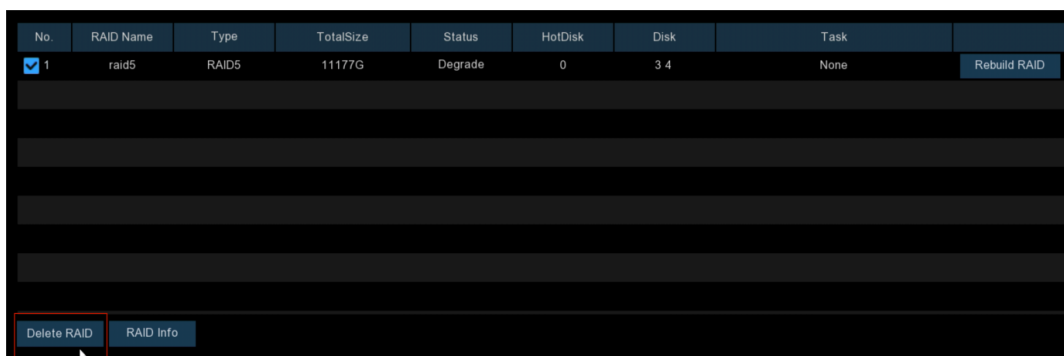 No. RAID Name Type TotalSize Status HotDisk Disk Task
1 raid5 RAID5 11177G Degrade 0 3 4 None Rebuild RAID
Delete RAID RAID Info